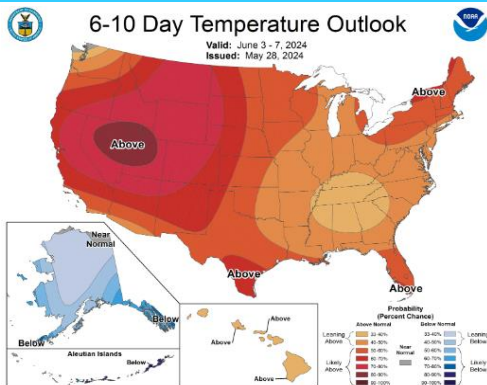 6-10 Day Temperature Outlook
Valid: June 3 - 7, 2024
Issued: May 28, 2024
NOAA
Above
Above
Near
Normal
Below
Below
Above
Above
Aleutian Islands
Below
Above
Above
Above
Probability
(Percent Chance)
Above Normal
Below Normal
Leaning
Above
33-40%
40-50%
50-60%
60-70%
70-80%
80-90%
90-100%
Likely
Above
Near
Normal
33-40%
40-50%
50-60%
60-70%
70-80%
80-90%
90-100%
Leaning
Below
Likely
Below